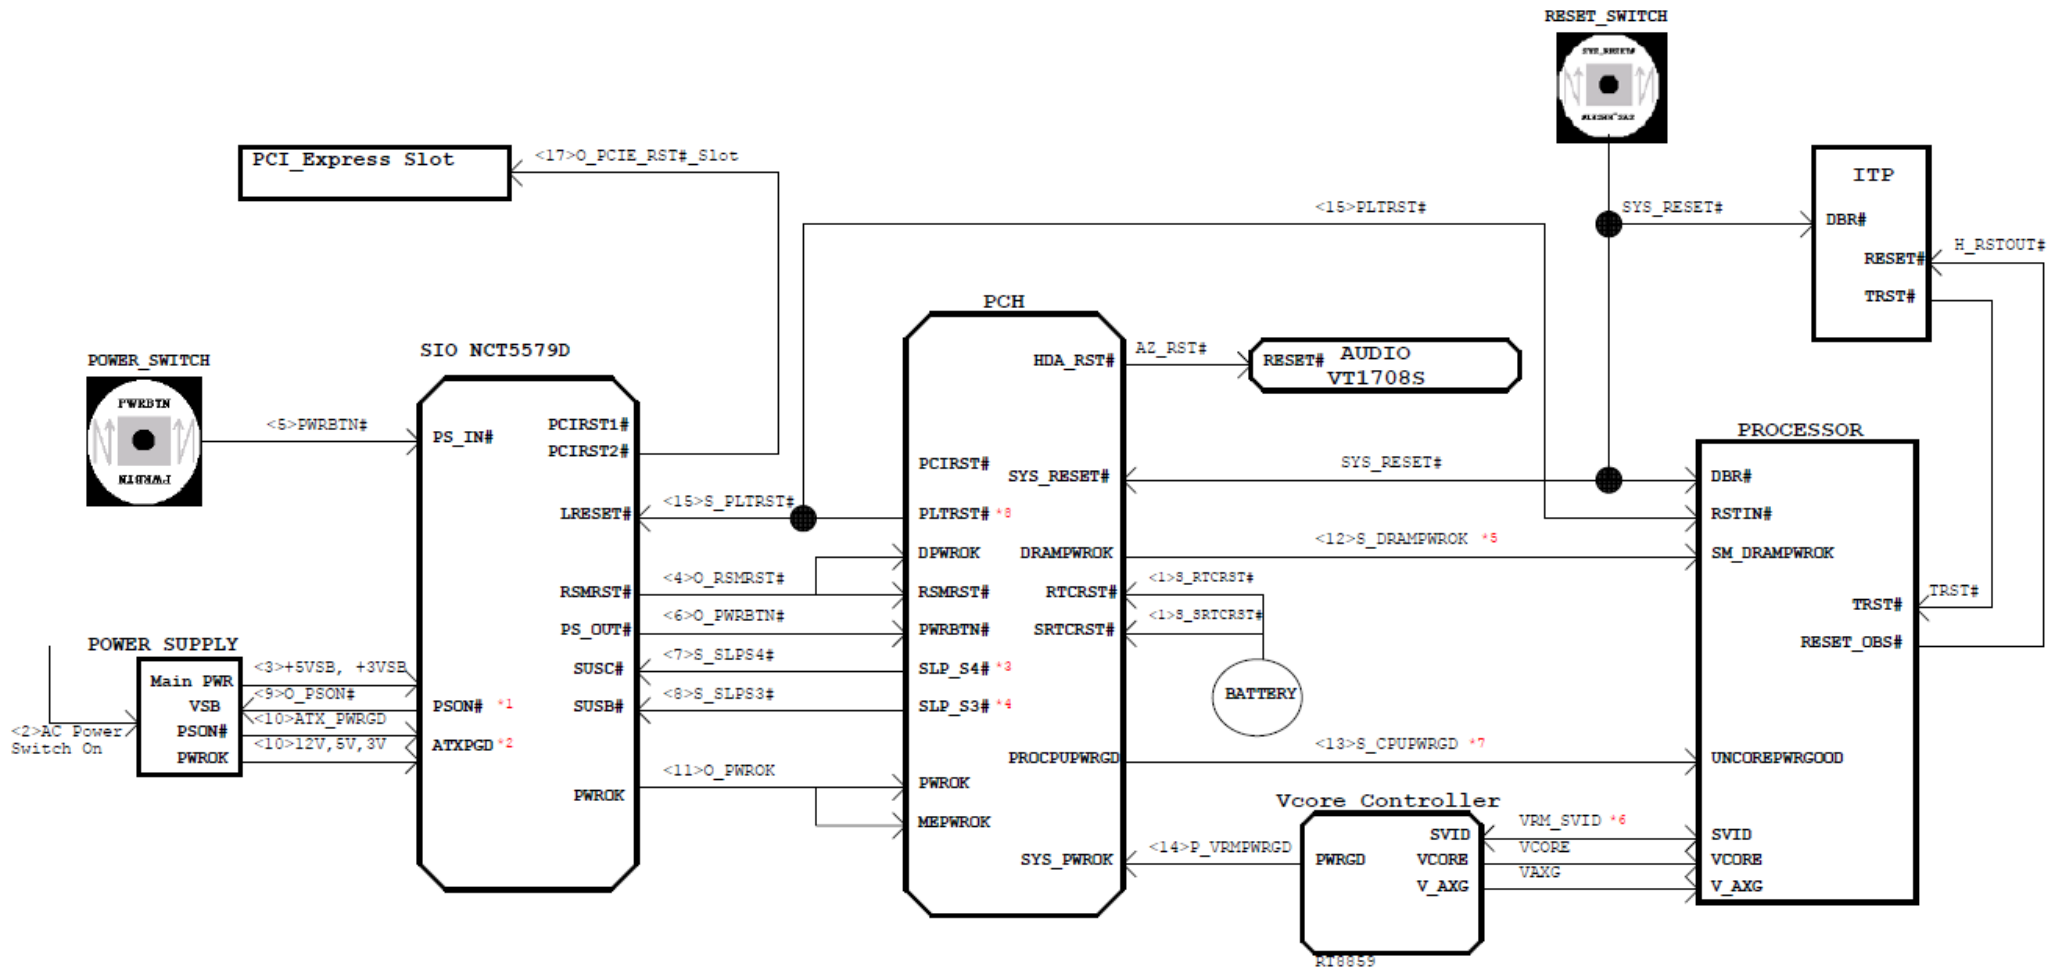 RESET_SWITCH
SYS_RESET#
PCI_Express Slot
<17>O_PCIE_RST#_Slot
<15>PLTRST#
SYS_RESET#
ITP
DBR#
RESET#
TRST#
H_RSTOUT#
POWER_SWITCH
PWRBTN
PWRBTN
<5>PWRBTN#
SIO NCT5579D
PS_IN#
PCIRST1#
PCIRST2#
LRESET#
RSMRST#
PS_OUT#
SUSC#
SUSB#
PSON# *1
ATXPGD *2
PWROK
<15>S_PLTRST#
<4>O_RSMRST#
<6>O_PWRBTN#
<7>S_SLPS4#
<8>S_SLPS3#
<11>O_PWROK
POWER SUPPLY
Main PWR
VSB
PSON#
PWROK
<2>AC Power
Switch On
<3>+5VSB, +3VSB
<9>O_PSON#
<10>ATX_PWRGD
<10>12V,5V,3V
PCH
HDA_RST#
PCIRST#
SYS_RESET#
PLTRST# *8
DPWROK
DRAMPWROK
RSMRST#
RTCRST#
PWRBTN#
SRTCRST#
SLP_S4# *3
SLP_S3# *4
PROCPUPWRGD
PWROK
MEPWROK
SYS_PWROK
AZ_RST#
RESET# AUDIO
VT1708S
SYS_RESET#
<12>S_DRAMPWROK *5
<1>S_RTCRST#
<1>S_SRTCRST#
BATTERY
<13>S_CPUPWRGD *7
<14>P_VRMPWRGD
Vcore Controller
SVID
PWRGD
VCORE
V_AXG
RT8859
VRM_SVID *6
VCORE
VAXG
PROCESSOR
DBR#
RSTIN#
SM_DRAMPWROK
TRST#
RESET_OBS#
UNCOREPWRGOOD
SVID
VCORE
V_AXG
TRST#